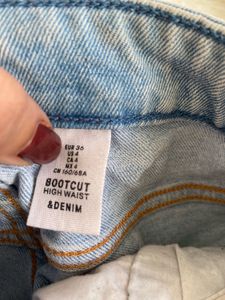 EUR 36
US 4
CA 4
MX 4
CN 160/68A
BOOTCUT
HIGH WAIST
&DENIM